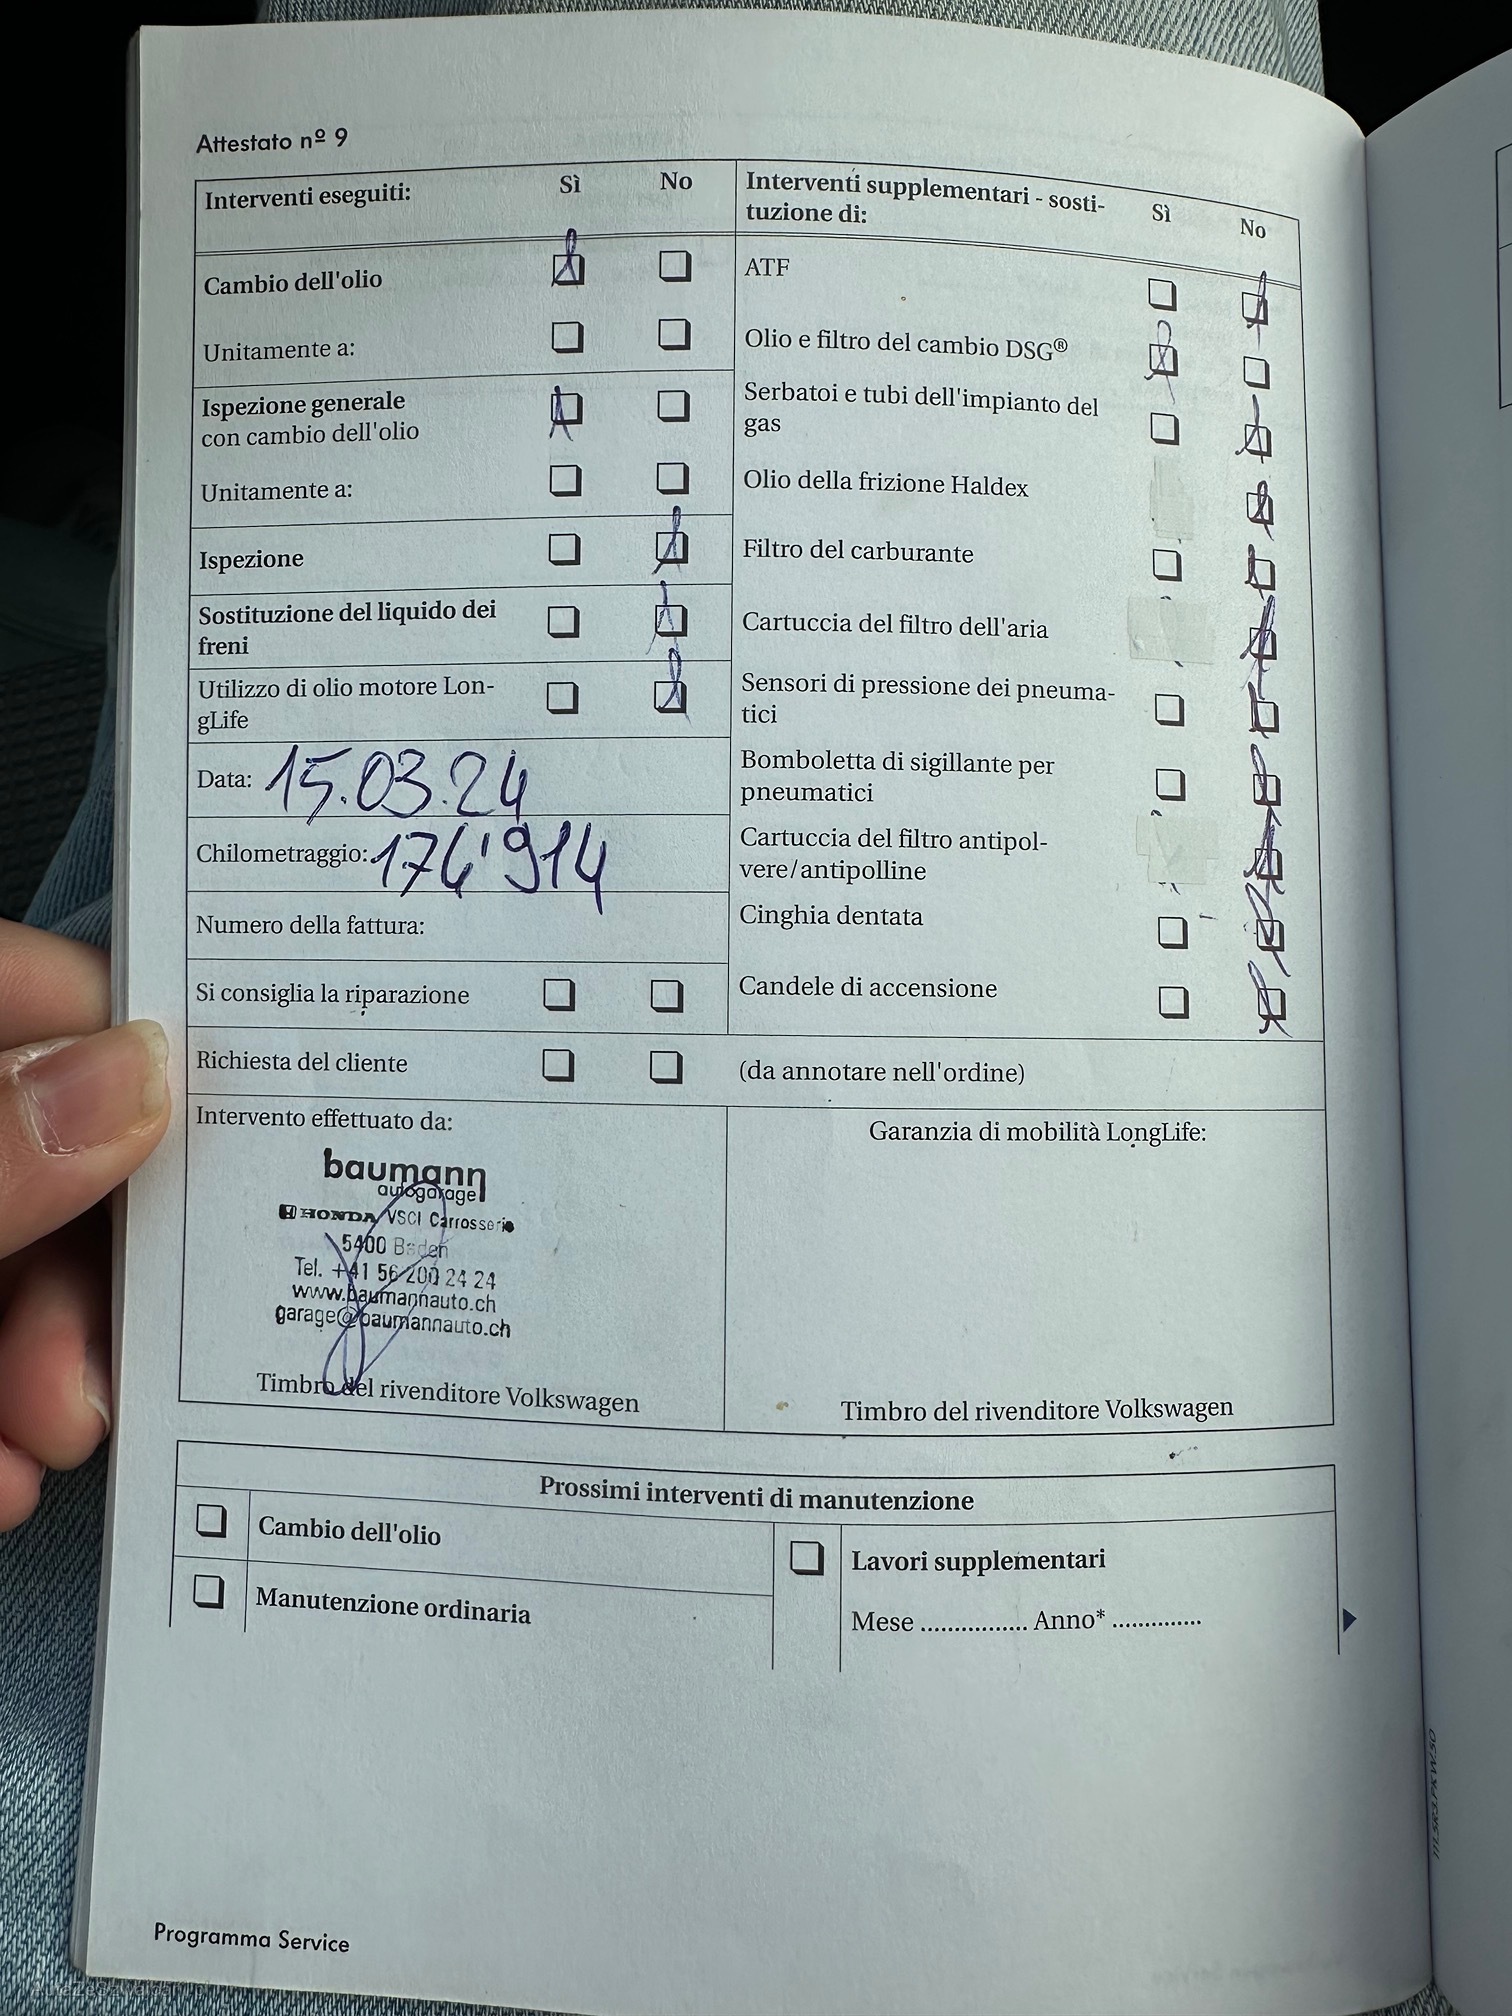 Attestato nº 9
Interventi eseguiti: Sì No
Cambio dell'olio
Unitamente a:
Ispezione generale
con cambio dell'olio
Unitamente a:
Ispezione
Sostituzione del liquido dei
freni
Utilizzo di olio motore Lon-
gLife
Data: 15.03.24
Chilometraggio: 174'914
Numero della fattura:
Si consiglia la riparazione
Interventi supplementari - sosti-
tuzione di: Sì No
ATF
Olio e filtro del cambio DSG®
Serbatoi e tubi dell'impianto del
gas
Olio della frizione Haldex
Filtro del carburante
Cartuccia del filtro dell'aria
Sensori di pressione dei pneuma-
tici
Bomboletta di sigillante per
pneumatici
Cartuccia del filtro antipol-
vere/antipolline
Cinghia dentata
Candele di accensione
Richiesta del cliente (da annotare nell'ordine)
Intervento effettuato da:
baumann
autogarage
HONDA VSCI Carrosserie
5400 Baden
Tel. +41 56 200 24 24
www.baumannauto.ch
garage@baumannauto.ch
Timbro del rivenditore Volkswagen
Garanzia di mobilità LongLife:
Timbro del rivenditore Volkswagen
Prossimi interventi di manutenzione
Cambio dell'olio
Manutenzione ordinaria
Lavori supplementari
Mese ................ Anno* .............
Programma Service